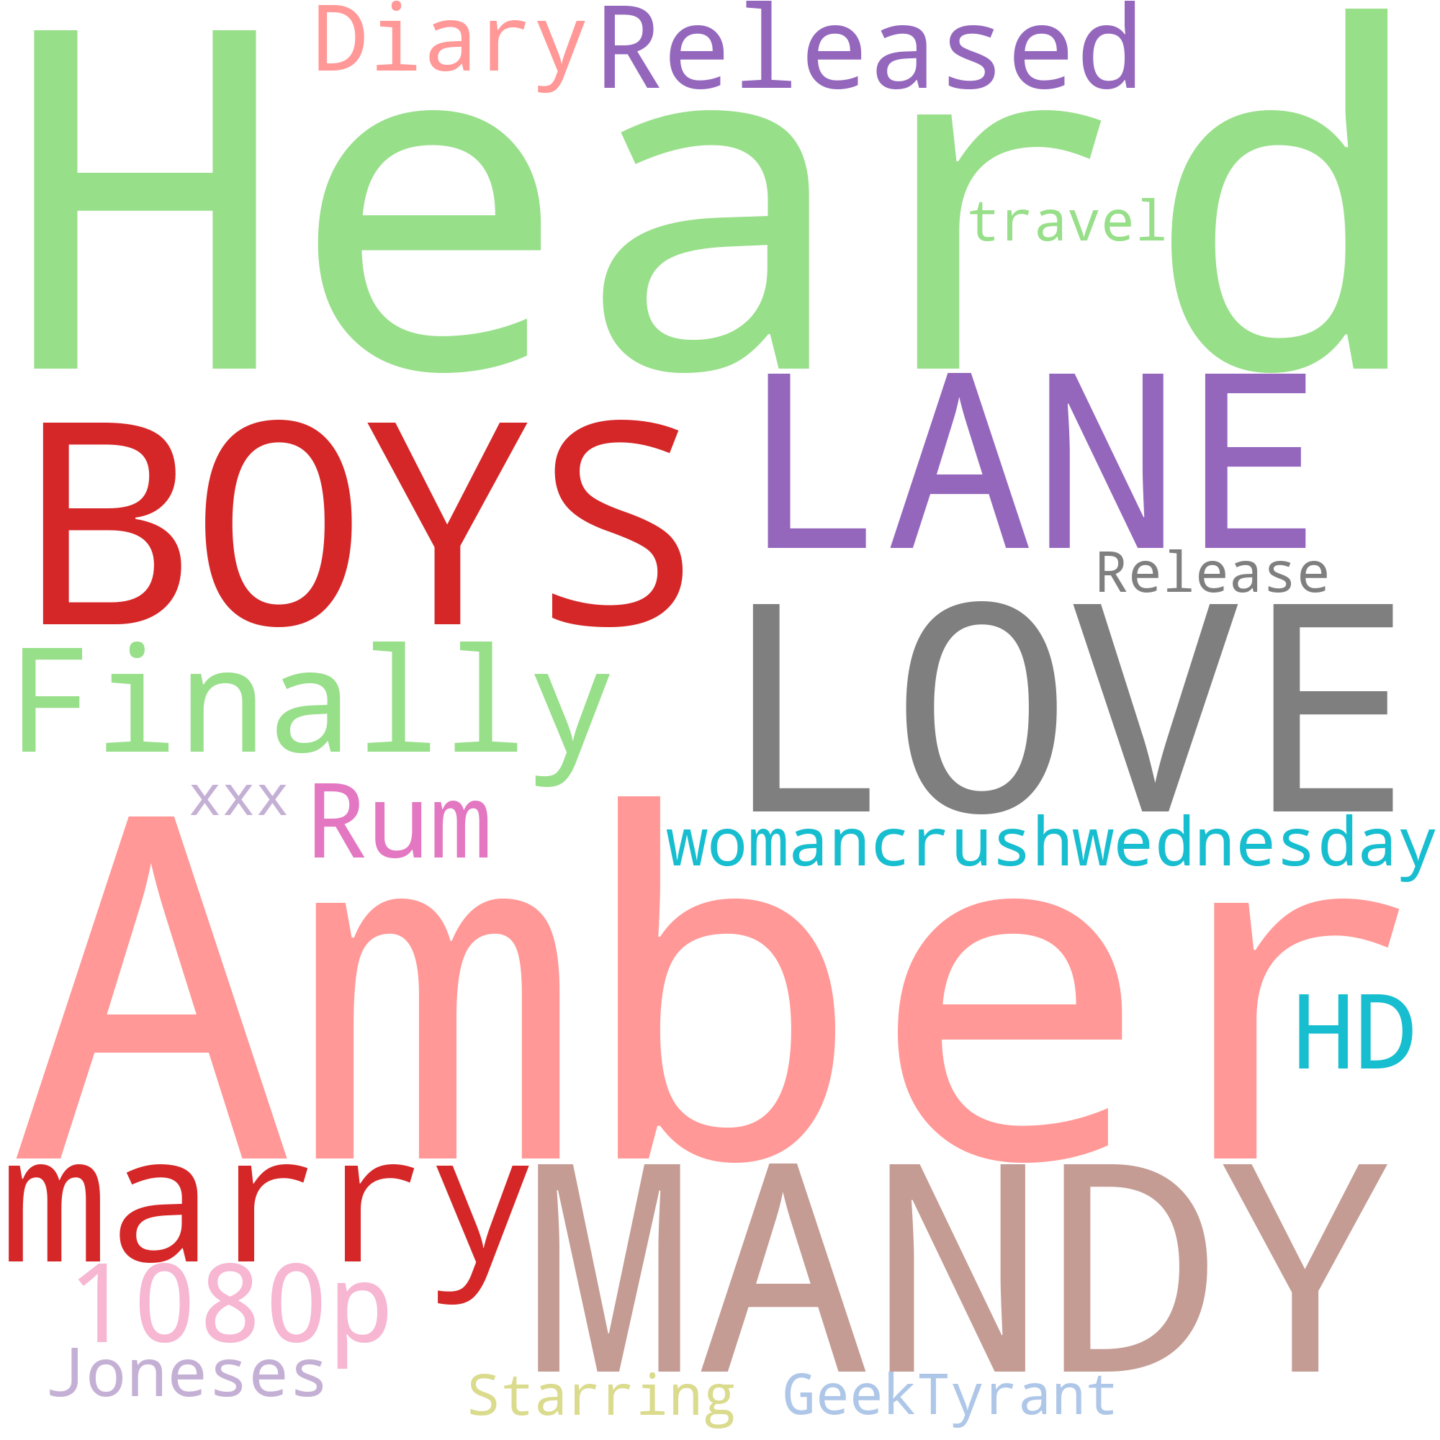 Diary Released
Heard
travel
BOYS LANE
Release
Finally LOVE
xxx Rum womancrushwednesday
Amber
HD
marry MANDY
1080p
Joneses Starring GeekTyrant